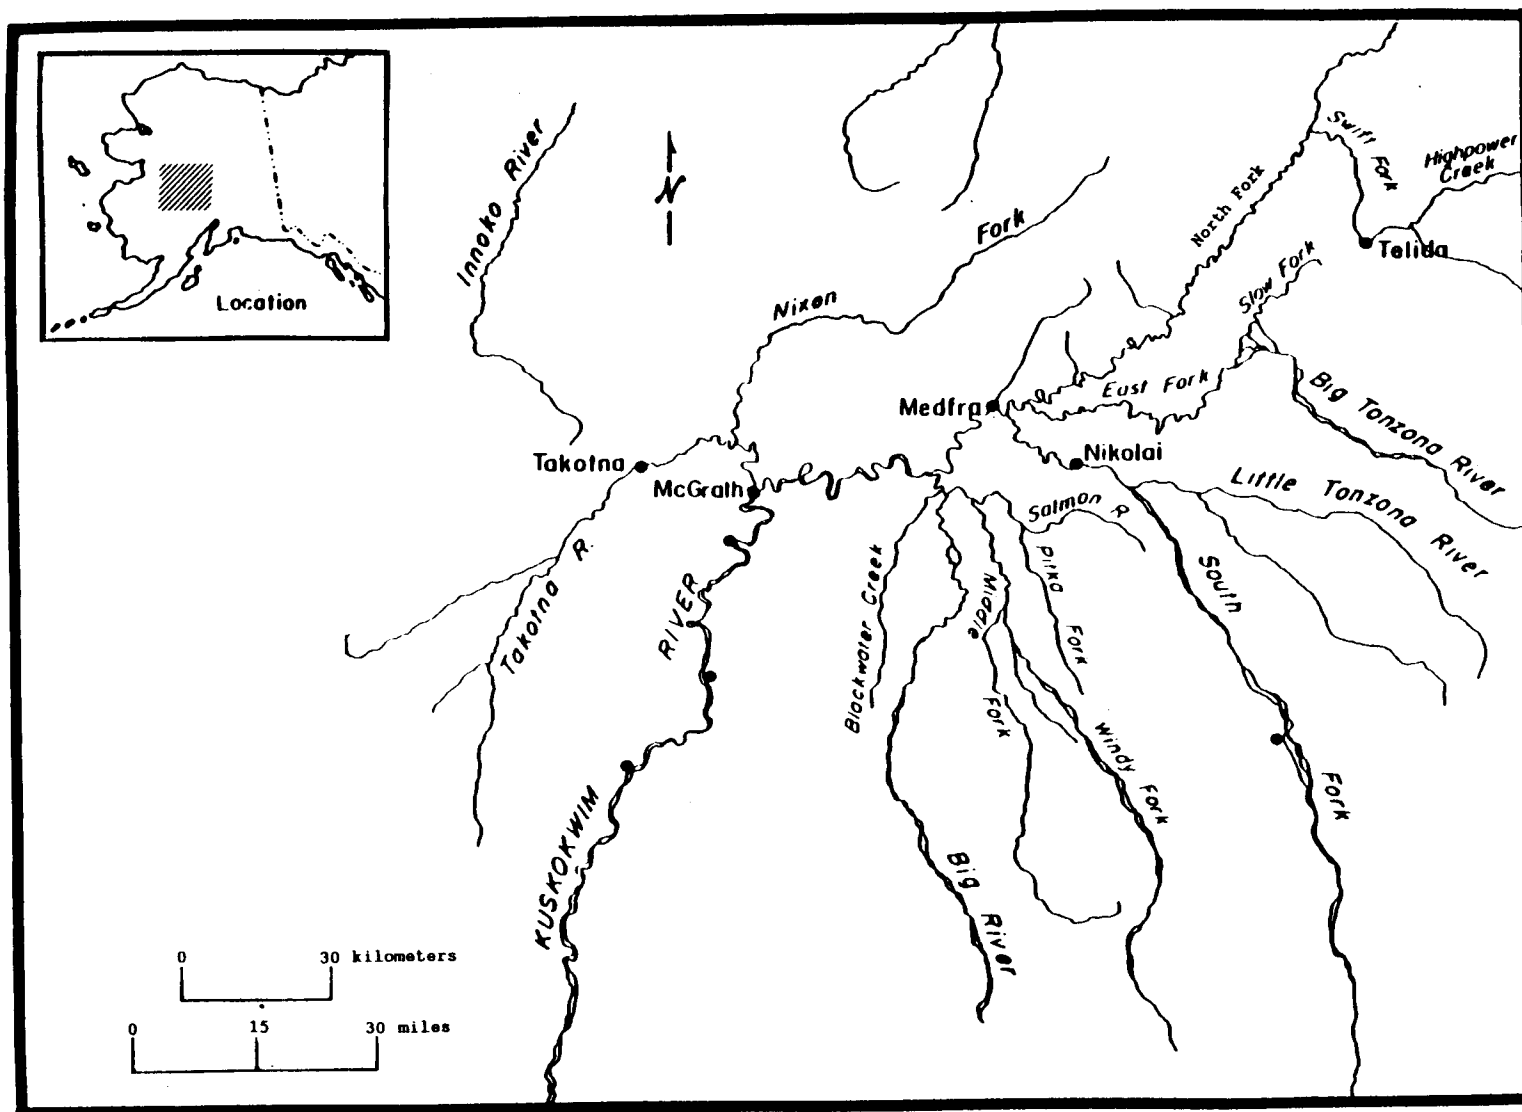 Location
Innoko River
N
Nixon Fork
North Fork
Swift Fork
Highpower
Creek
Telida
Slow Fork
East Fork
Big Tonzona River
Medfra
Nikolai
Little Tonzona River
Takotna
McGrath
Salmon R
Takotna R.
KUSKOKWIM RIVER
Blackwater Creek
Middle Fork
Pitka Fork
Windy Fork
South Fork
Big River
0 30 kilometers
0 15 30 miles